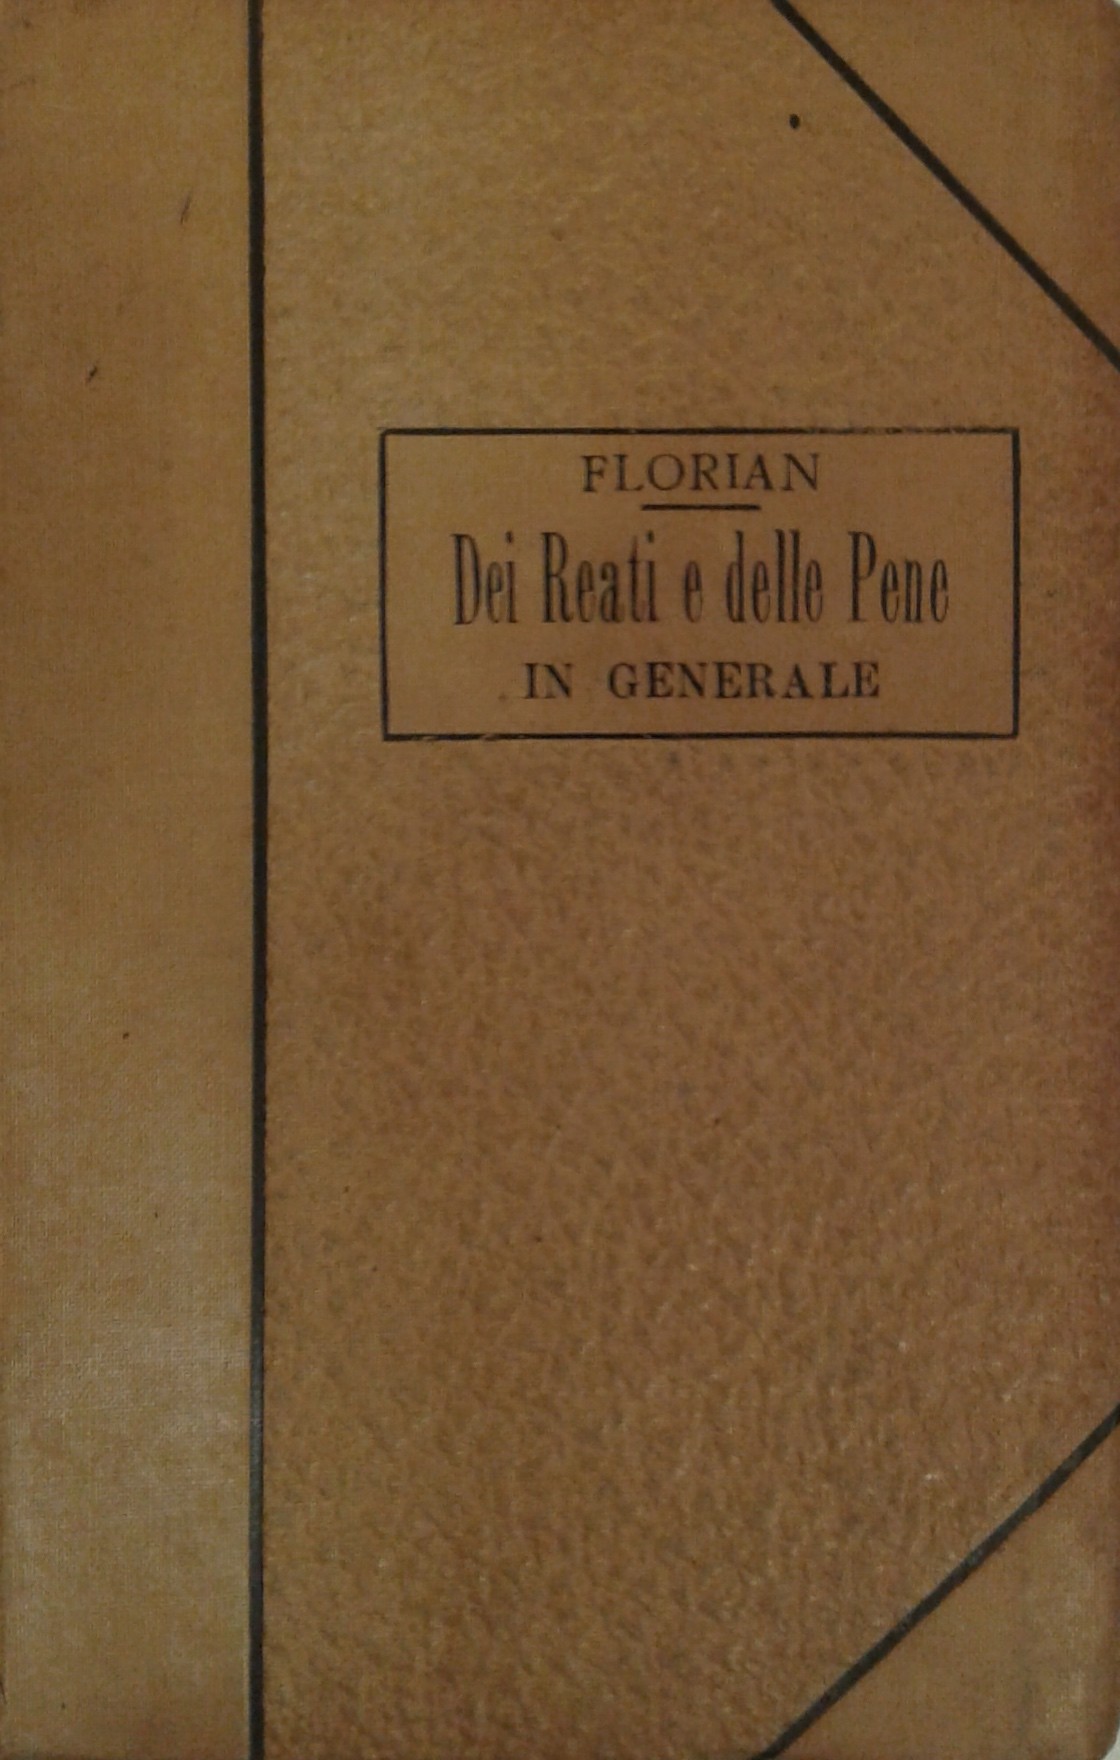 FLORIAN
Dei Reati e delle Pene
IN GENERALE